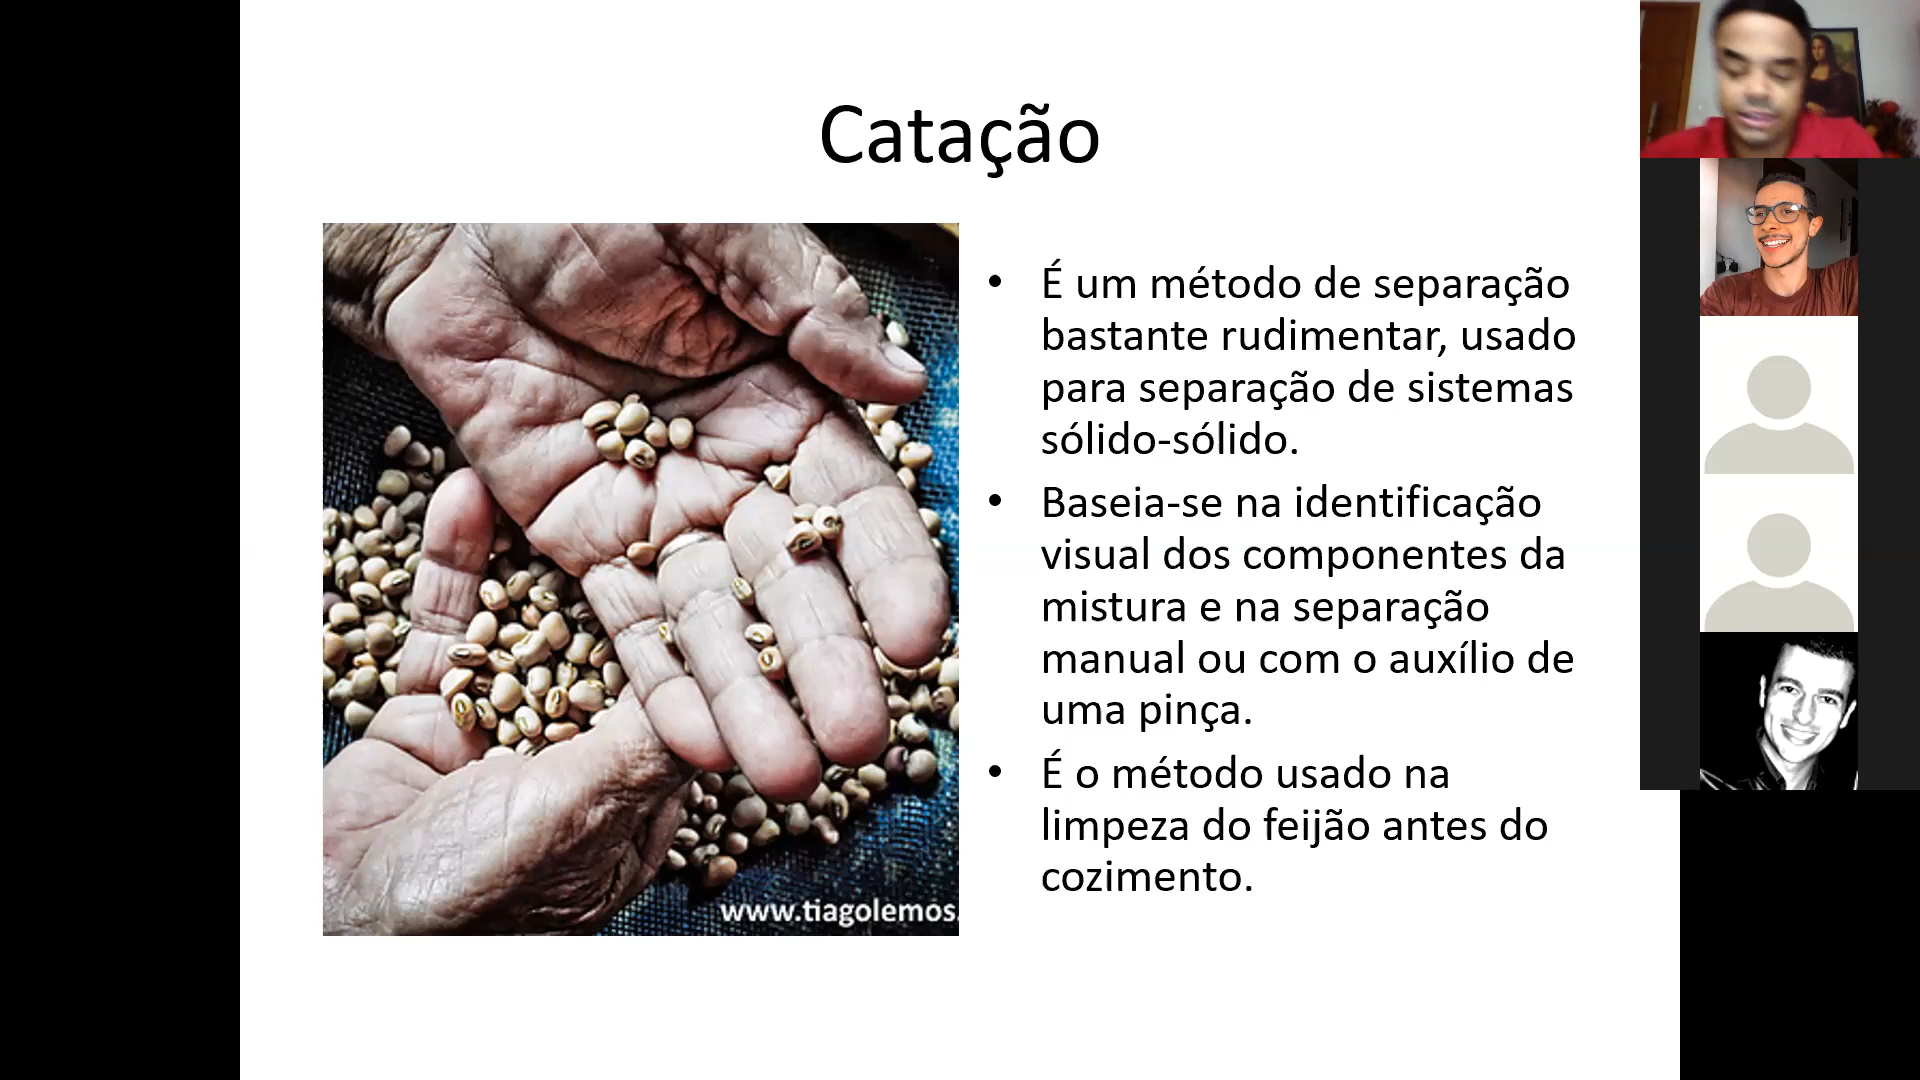 Catação
• É um método de separação
bastante rudimentar, usado
para separação de sistemas
sólido-sólido.
• Baseia-se na identificação
visual dos componentes da
mistura e na separação
manual ou com o auxílio de
uma pinça.
• É o método usado na
limpeza do feijão antes do
cozimento.
www.tiagolemos.